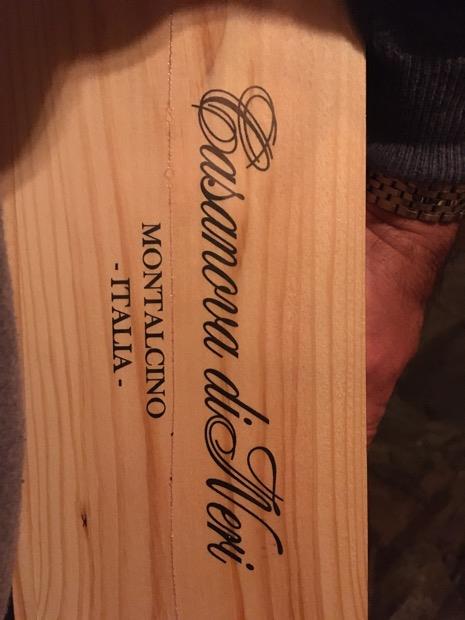 Casanova di Neri
MONTALCINO
- ITALIA -